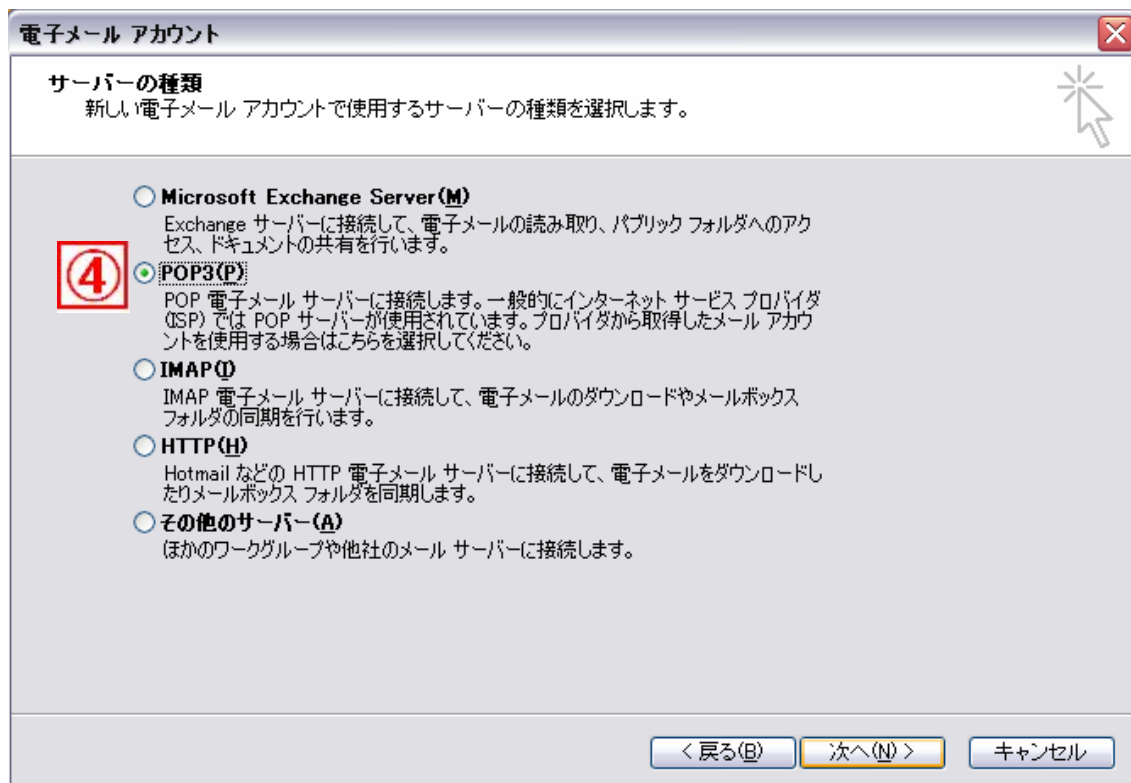 電子メール アカウント
サーバーの種類
新しい電子メール アカウントで使用するサーバーの種類を選択します。
Microsoft Exchange Server(M)
Exchange サーバーに接続して、電子メールの読み取り、パブリック フォルダへのアク
セス、ドキュメントの共有を行います。
④
POP3(P)
POP 電子メール サーバーに接続します。一般的にインターネット サービス プロバイダ
(ISP) では POP サーバーが使用されています。プロバイダから取得したメール アカウ
ントを使用する場合はこちらを選択してください。
IMAP(I)
IMAP 電子メール サーバーに接続して、電子メールのダウンロードやメールボックス
フォルダの同期を行います。
HTTP(H)
Hotmail などの HTTP 電子メール サーバーに接続して、電子メールをダウンロードし
たりメールボックス フォルダを同期します。
その他のサーバー(A)
ほかのワークグループや他社のメール サーバーに接続します。
< 戻る(B) 次へ(N) > キャンセル